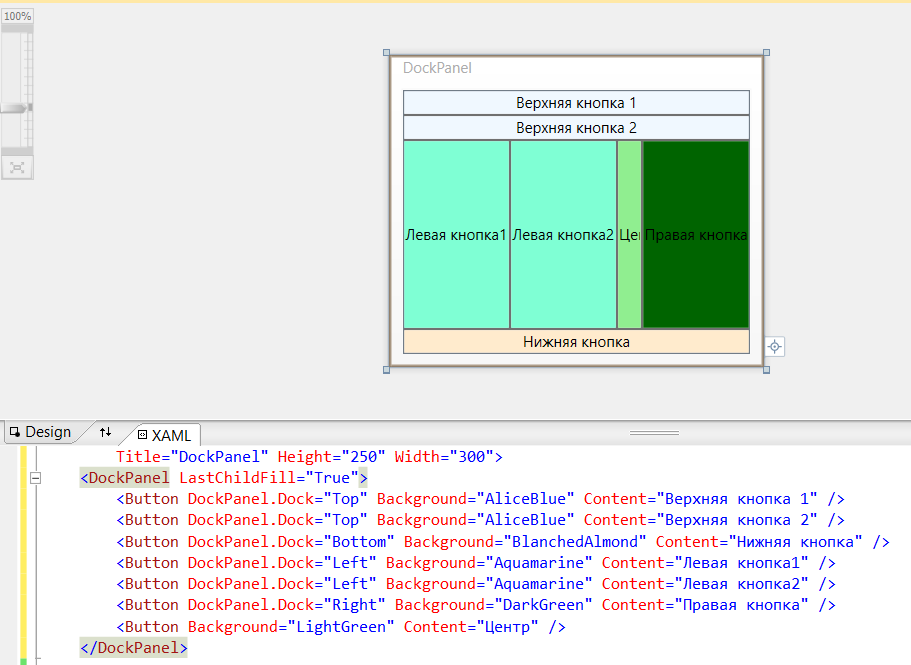 100%
DockPanel
Верхняя кнопка 1
Верхняя кнопка 2
Левая кнопка1
Левая кнопка2
Цен
Правая кнопка
Нижняя кнопка
Design
XAML
Title="DockPanel" Height="250" Width="300">
<DockPanel LastChildFill="True">
<Button DockPanel.Dock="Top" Background="AliceBlue" Content="Верхняя кнопка 1" />
<Button DockPanel.Dock="Top" Background="AliceBlue" Content="Верхняя кнопка 2" />
<Button DockPanel.Dock="Bottom" Background="BlanchedAlmond" Content="Нижняя кнопка" />
<Button DockPanel.Dock="Left" Background="Aquamarine" Content="Левая кнопка1" />
<Button DockPanel.Dock="Left" Background="Aquamarine" Content="Левая кнопка2" />
<Button DockPanel.Dock="Right" Background="DarkGreen" Content="Правая кнопка" />
<Button Background="LightGreen" Content="Центр" />
</DockPanel>